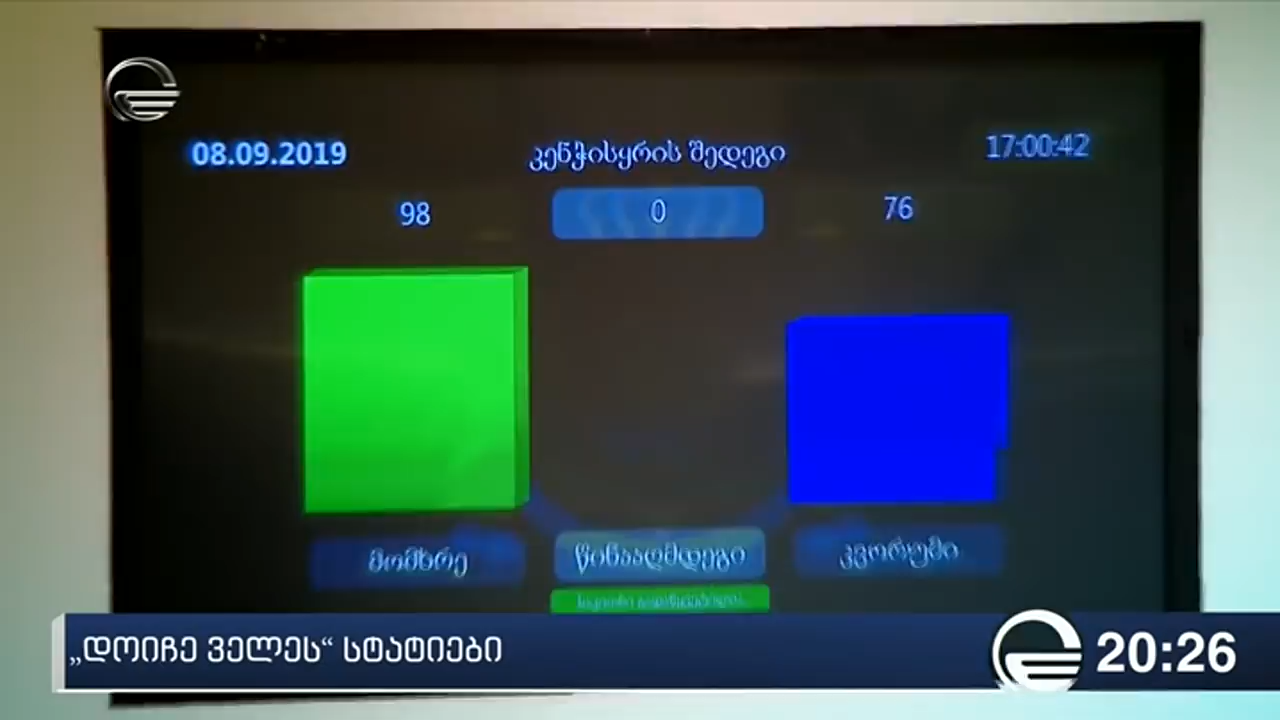 08.09.2019
კენჭისყრის შედეგი
17:00:42
98
0
76
მომხრე
წინააღმდეგი
კვორუმი
„დოიჩე ველეს“ სტატიები
20:26